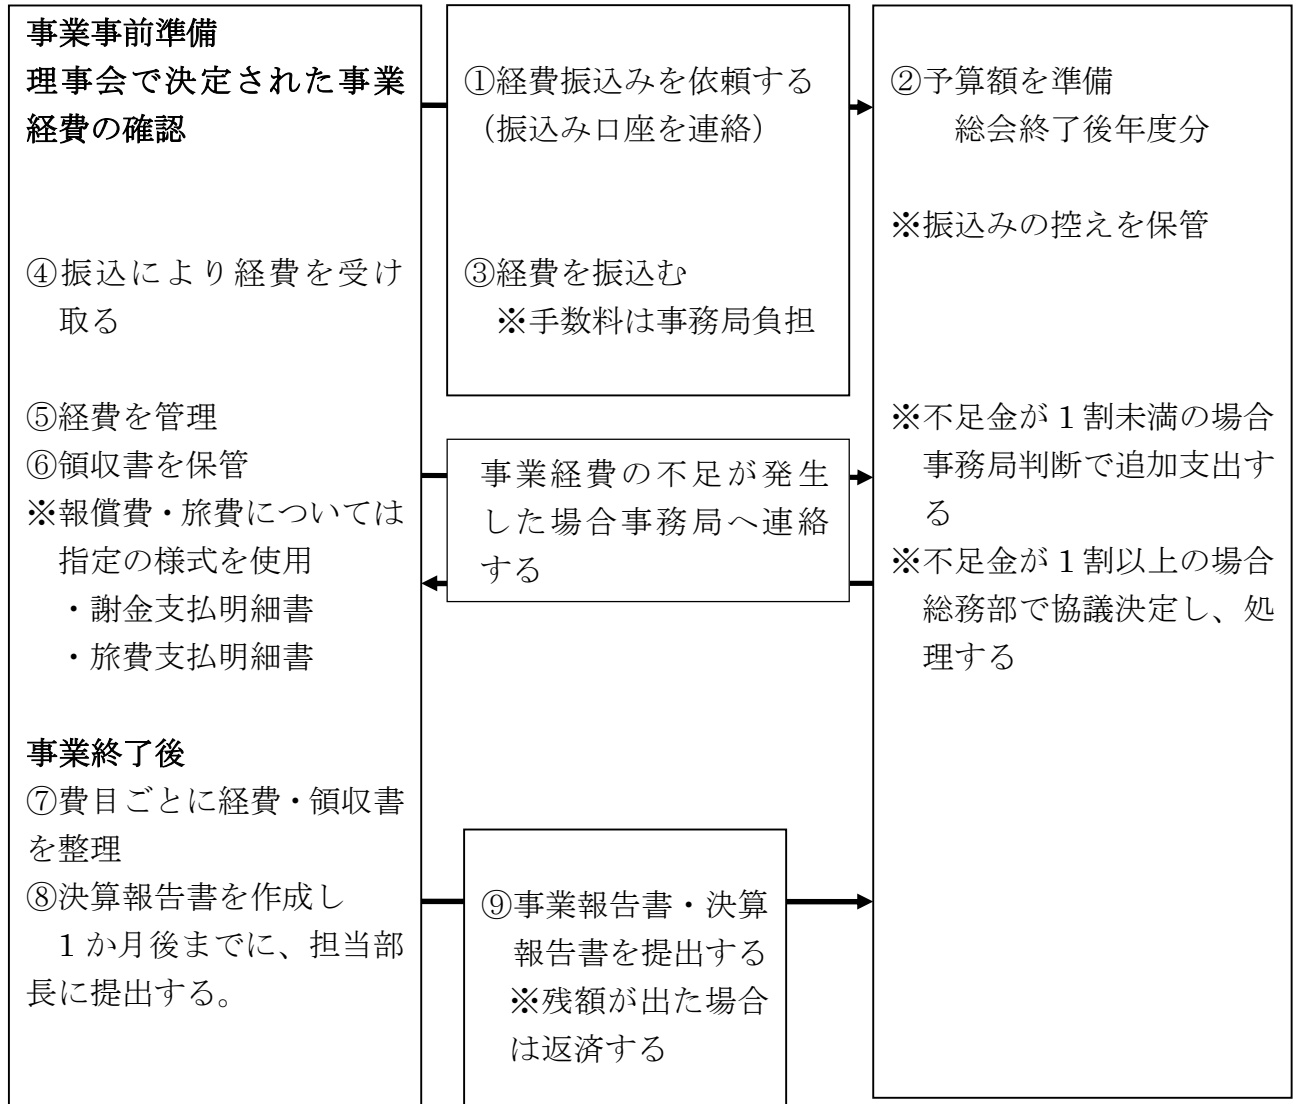 事業事前準備
理事会で決定された事業
経費の確認
④振込により経費を受け
取る
⑤経費を管理
⑥領収書を保管
※報償費・旅費については
指定の様式を使用
・謝金支払明細書
・旅費支払明細書
事業終了後
⑦費目ごとに経費・領収書
を整理
⑧決算報告書を作成し
1か月後までに、担当部
長に提出する。
①経費振込みを依頼する
（振込み口座を連絡）
③経費を振込む
※手数料は事務局負担
事業経費の不足が発生
した場合事務局へ連絡
する
⑨事業報告書・決算
報告書を提出する
※残額が出た場合
は返済する
②予算額を準備
総会終了後年度分
※振込みの控えを保管
※不足金が1割未満の場合
事務局判断で追加支出す
る
※不足金が1割以上の場合
総務部で協議決定し、処
理する